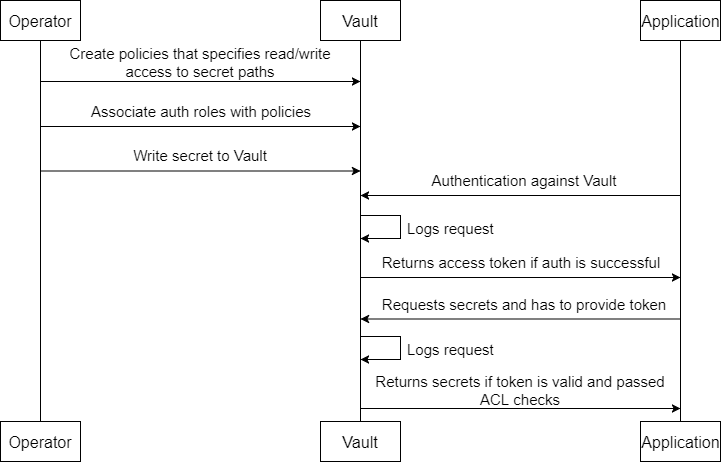 Operator
Vault
Application
Create policies that specifies read/write
access to secret paths
Associate auth roles with policies
Write secret to Vault
Authentication against Vault
Logs request
Returns access token if auth is successful
Requests secrets and has to provide token
Logs request
Returns secrets if token is valid and passed
ACL checks
Operator
Vault
Application